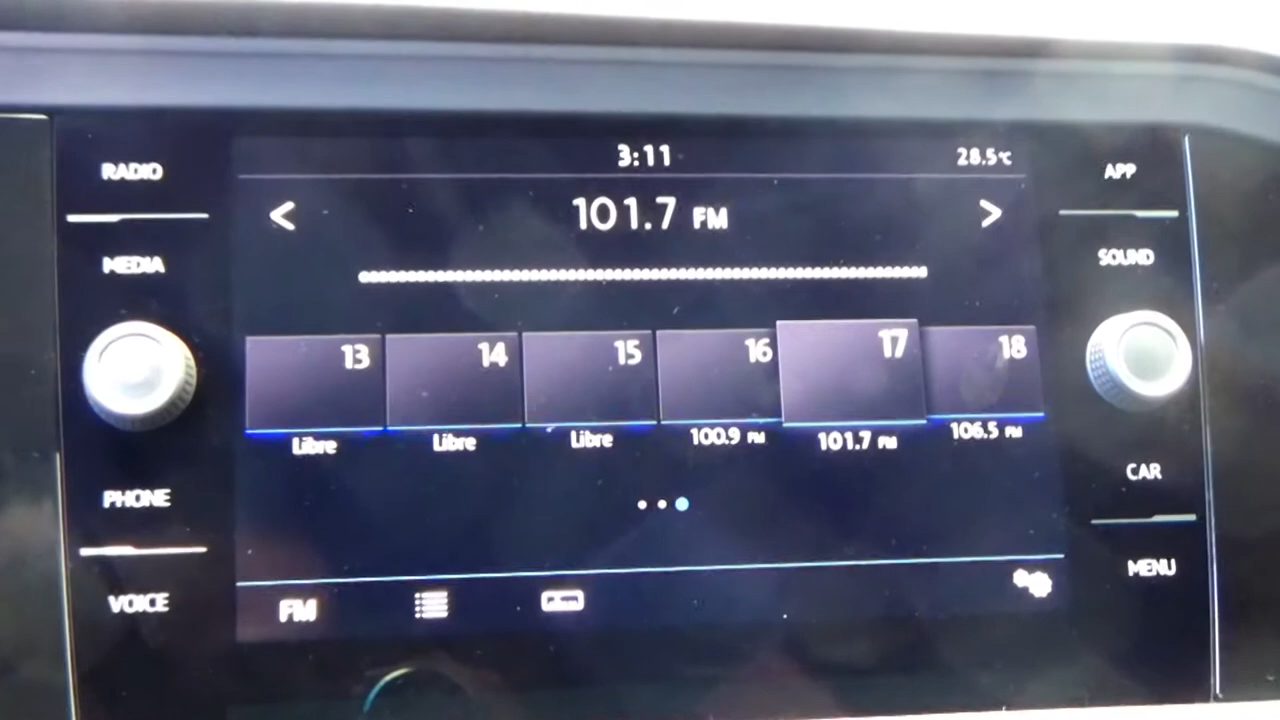 3:11 28.5°C
RADIO APP
< 101.7 FM >
MEDIA SOUND
13 14 15 16 17 18
Libre Libre Libre 100.9 FM 101.7 FM 106.5 FM
PHONE CAR
VOICE MENU
FM